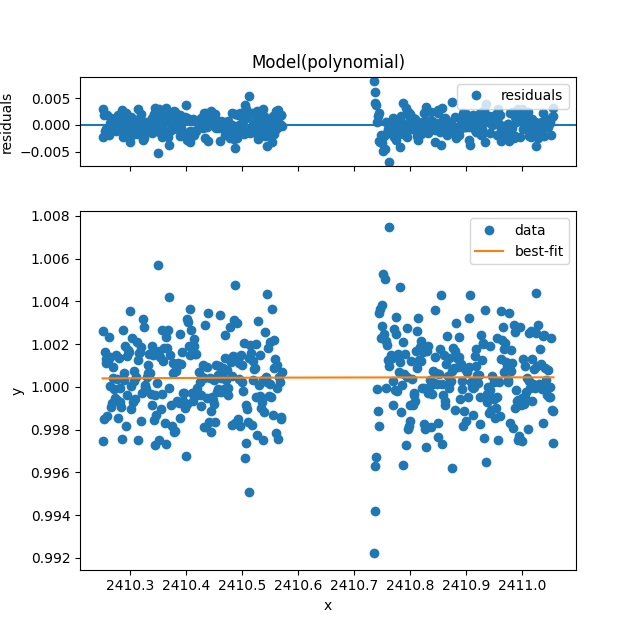 Model(polynomial)
residuals
0.005
0.000
−0.005
residuals
1.008
1.006
1.004
1.002
1.000
0.998
0.996
0.994
0.992
y
data
best-fit
2410.3 2410.4 2410.5 2410.6 2410.7 2410.8 2410.9 2411.0
x